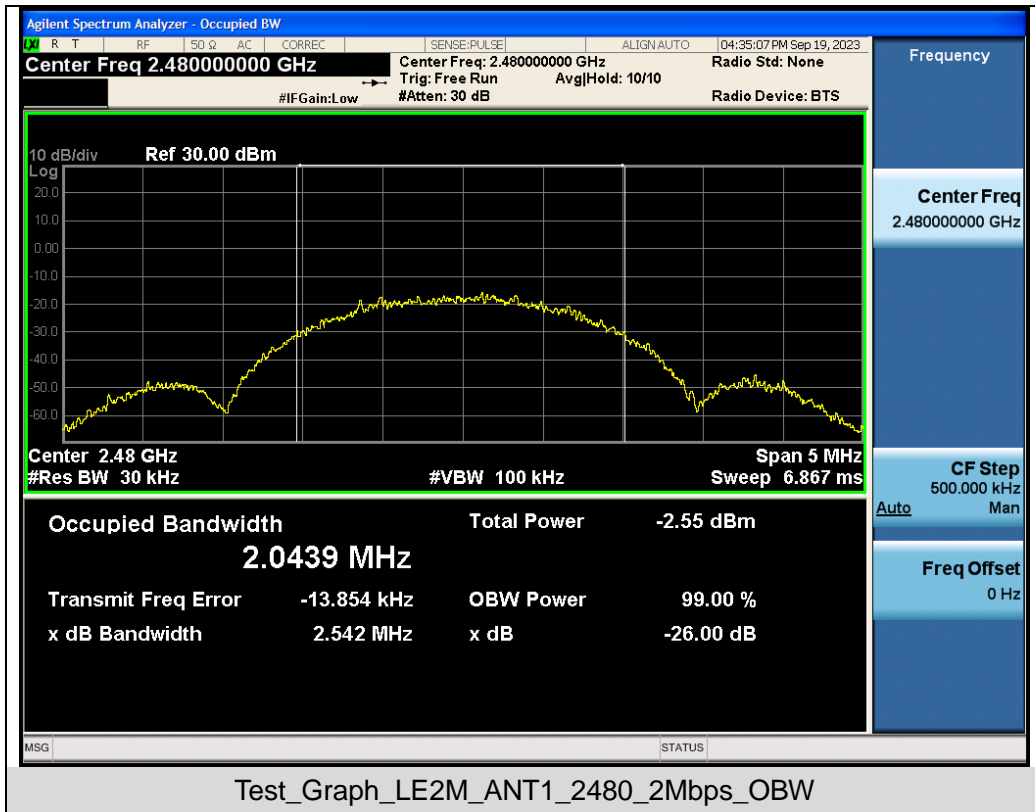 Agilent Spectrum Analyzer - Occupied BW
LXI R T RF 50 Ω AC CORREC SENSE:PULSE ALIGN AUTO 04:35:07 PM Sep 19, 2023
Center Freq 2.480000000 GHz
Center Freq: 2.480000000 GHz Radio Std: None
Trig: Free Run Avg|Hold: 10/10
#IFGain:Low #Atten: 30 dB Radio Device: BTS
10 dB/div Ref 30.00 dBm
Log
20.0
10.0
0.00
-10.0
-20.0
-30.0
-40.0
-50.0
-60.0
Center 2.48 GHz Span 5 MHz
#Res BW 30 kHz #VBW 100 kHz Sweep 6.867 ms
Occupied Bandwidth Total Power -2.55 dBm
2.0439 MHz
Transmit Freq Error -13.854 kHz OBW Power 99.00 %
x dB Bandwidth 2.542 MHz x dB -26.00 dB
MSG STATUS
Frequency
Center Freq
2.480000000 GHz
CF Step
500.000 kHz
Auto Man
Freq Offset
0 Hz
Test_Graph_LE2M_ANT1_2480_2Mbps_OBW